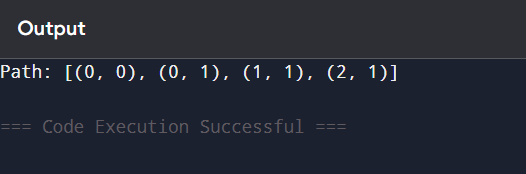 Output
Path: [(0, 0), (0, 1), (1, 1), (2, 1)]
=== Code Execution Successful ===